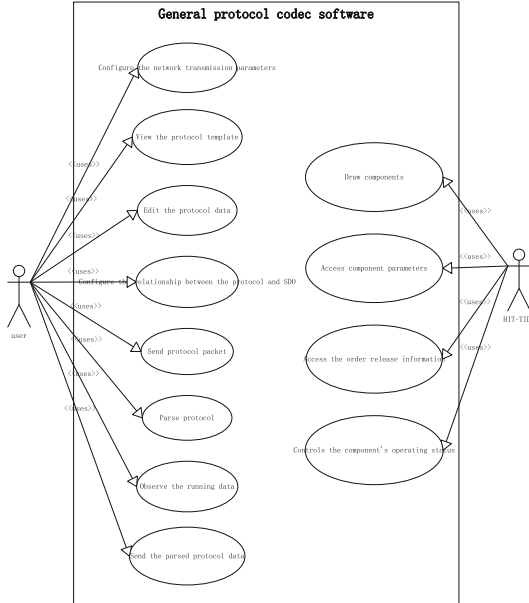 General protocol codec software
Configure the network transmission parameters
View the protocol template
<<uses>>
Draw components
<<uses>>
Edit the protocol data
<<uses>>
<<uses>>
<<uses>>
Access component parameters
<<uses>>
Configure the relationship between the protocol and SDO
<<uses>>
<<uses>>
HIT-TII
user
<<uses>>
Send protocol packet
<<uses>>
Access the order release information
<<uses>>
<<uses>>
Parse protocol
Controls the component's operating status
Observe the running data
Send the parsed protocol data